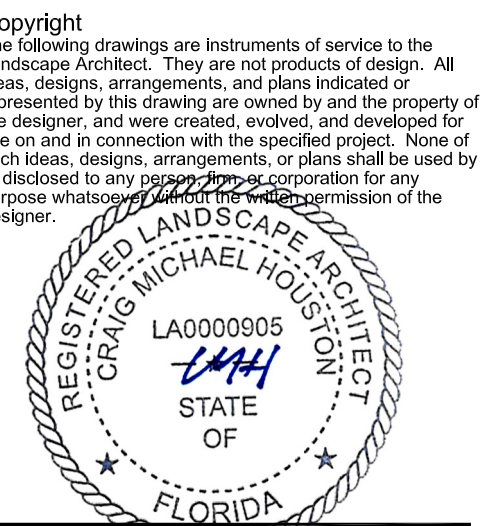 opyright
he following drawings are instruments of service to the
ndscape Architect. They are not products of design. All
eas, designs, arrangements, and plans indicated or
presented by this drawing are owned by and the property of
e designer, and were created, evolved, and developed for
e on and in connection with the specified project. None of
ch ideas, designs, arrangements, or plans shall be used by
disclosed to any person, firm, or corporation for any
rpose whatsoever without the written permission of the
signer.
REGISTERED LANDSCAPE ARCHITECT
CRAIG MICHAEL HOUSTON
LA0000905
STATE
OF
FLORIDA